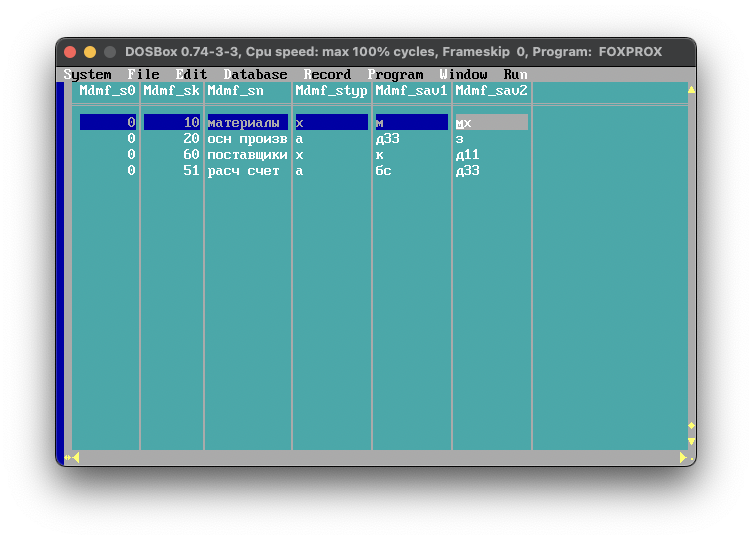 DOSBox 0.74-3-3, Cpu speed: max 100% cycles, Frameskip 0, Program: FOXPROX
System File Edit Database Record Program Window Run
Mdmf_s0 Mdmf_sk Mdmf_sn Mdmf_styp Mdmf_sav1 Mdmf_sav2
0 10 материалы х м мх
0 20 осн произв а д33 з
0 60 поставщики х к д11
0 51 расч счет а бс д33